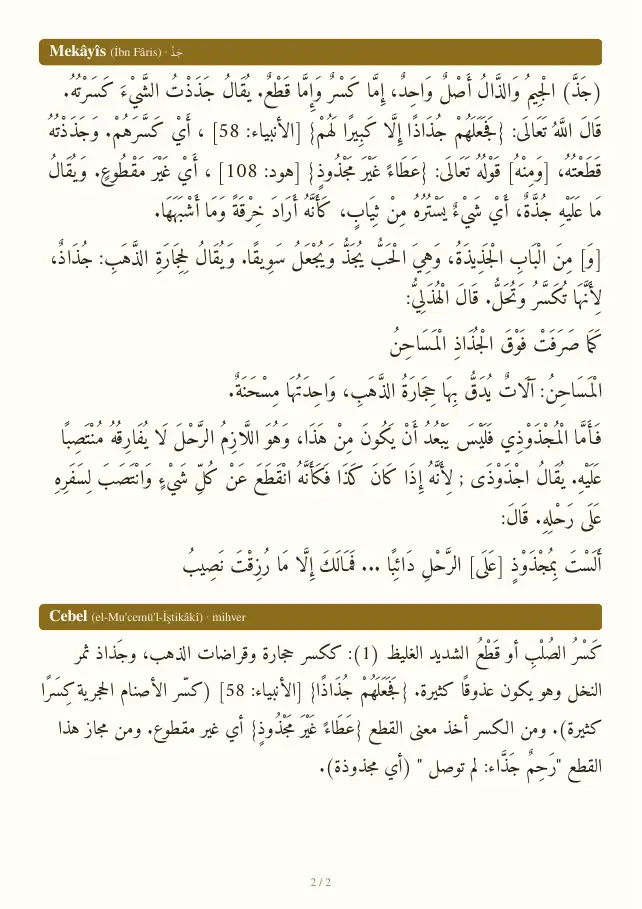 Mekâyîs (İbn Fâris) · جَذَّ
(جَذَّ) الْجِيمُ وَالذَّالُ أَصْلٌ وَاحِدٌ، إِمَّا كَسْرٌ وَإِمَّا قَطْعٌ. يُقَالُ جَذَذْتُ الشَّيْءَ كَسَرْتُهُ.
قَالَ اللَّهُ تَعَالَى: {فَجَعَلَهُمْ جُذَاذًا إِلَّا كَبِيرًا لَهُمْ} [الأنبياء: 58] ، أَيْ كَسَّرَهُمْ. وَجَذَذْتُهُ
قَطَعْتُهُ، [وَمِنْهُ] قَوْلُهُ تَعَالَى: {عَطَاءً غَيْرَ مَجْذُوذٍ} [هود: 108] ، أَيْ غَيْرَ مَقْطُوعٍ. وَيُقَالُ
مَا عَلَيْهِ جُذَّةٌ، أَيْ شَيْءٌ يَسْتُرُهُ مِنْ ثِيَابٍ، كَأَنَّهُ أَرَادَ خِرْقَةً وَمَا أَشْبَهَهَا.
[وَ] مِنَ الْبَابِ الْجَذِيذَةُ، وَهِيَ الْحَبُّ يُجَذُّ وَيُجْعَلُ سَوِيقًا. وَيُقَالُ لِحِجَارَةِ الذَّهَبِ: جُذَاذٌ،
لِأَنَّهَا تُكَسَّرُ وَتُحَلُّ. قَالَ الْهُذَلِيُّ:
كَمَا صَرَفَتْ فَوْقَ الْجُذَاذِ الْمَسَاحِنُ
الْمَسَاحِنُ: آلَاتٌ يُدَقُّ بِهَا حِجَارَةُ الذَّهَبِ، وَاحِدَتُهَا مِسْحَنَةٌ.
فَأَمَّا الْمُجْذَوْذِي فَلَيْسَ يَبْعُدُ أَنْ يَكُونَ مِنْ هَذَا، وَهُوَ اللَّازِمُ الرَّحْلَ لَا يُفَارِقُهُ مُنْتَصِبًا
عَلَيْهِ. يُقَالُ اجْذَوْذَى ; لِأَنَّهُ إِذَا كَانَ كَذَا فَكَأَنَّهُ انْقَطَعَ عَنْ كُلِّ شَيْءٍ وَانْتَصَبَ لِسَفَرِهِ
عَلَى رَحْلِهِ. قَالَ:
أَلَسْتَ بِمُجْذَوْذٍ [عَلَى] الرَّحْلِ دَائِبًا ... فَمَالَكَ إِلَّا مَا رُزِقْتَ نَصِيبُ
Cebel (el-Mu'cemü'l-İştikâkî) · mihver
كَسْرُ الصُلْبِ أو قَطْعُ الشديد الغليظ (1): ككسر حجارة وقراضات الذهب، وجَذاذ ثمر
النخل وهو يكون عذوقًا كثيرة. {فَجَعَلَهُمْ جُذَاذًا} [الأنبياء: 58] (كسّر الأصنام الحجرية كِسَرًا
كثيرة). ومن الكسر أخذ معنى القطع {عَطَاءً غَيْرَ مَجْذُوذٍ} أي غير مقطوع. ومن مجاز هذا
القطع "رَحِمٌ جَذَّاء: لم توصل " (أي مجذوذة).
2 / 2